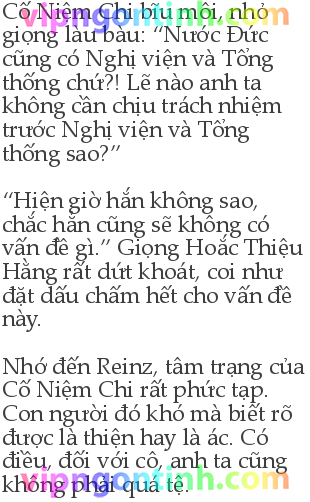 Cố Niệm Chi bĩu môi, nhỏ
giọng làu bàu: “Nước Đức
cũng có Nghị viện và Tổng
thống chứ?! Lẽ nào anh ta
không cần chịu trách nhiệm
trước Nghị viện và Tổng
thống sao?”
“Hiện giờ hắn không sao,
chắc hẳn cũng sẽ không có
vấn đề gì.” Giọng Hoắc Thiệu
Hằng rất dứt khoát, coi như
đặt dấu chấm hết cho vấn đề
này.
Nhớ đến Reinz, tâm trạng của
Cố Niệm Chi rất phức tạp.
Con người đó khó mà biết rõ
được là thiện hay là ác. Có
điều, đối với cô, anh ta cũng
không phải quá tệ.
vipngontinh.com
vipngontinh.com